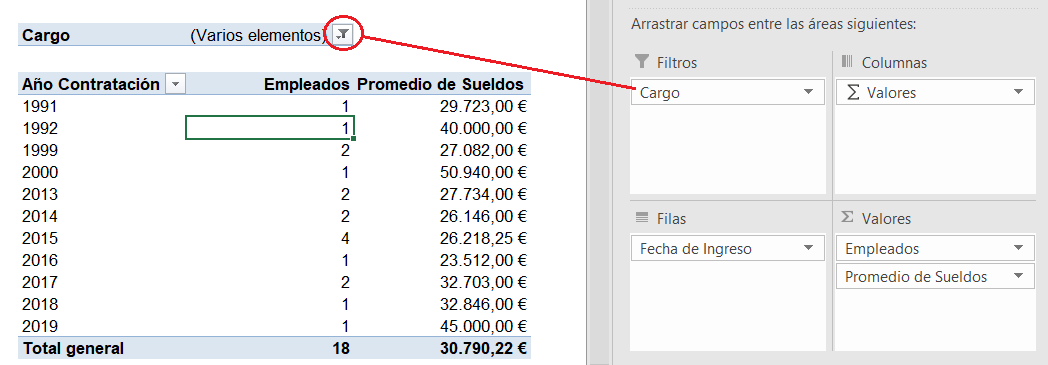 Cargo (Varios elementos)
Año Contratación Empleados Promedio de Sueldos
1991 1 29.723,00 €
1992 1 40.000,00 €
1999 2 27.082,00 €
2000 1 50.940,00 €
2013 2 27.734,00 €
2014 2 26.146,00 €
2015 4 26.218,25 €
2016 1 23.512,00 €
2017 2 32.703,00 €
2018 1 32.846,00 €
2019 1 45.000,00 €
Total general 18 30.790,22 €
Arrastrar campos entre las áreas siguientes:
Filtros
Cargo
Columnas
Σ Valores
Filas
Fecha de Ingreso
Σ Valores
Empleados
Promedio de Sueldos